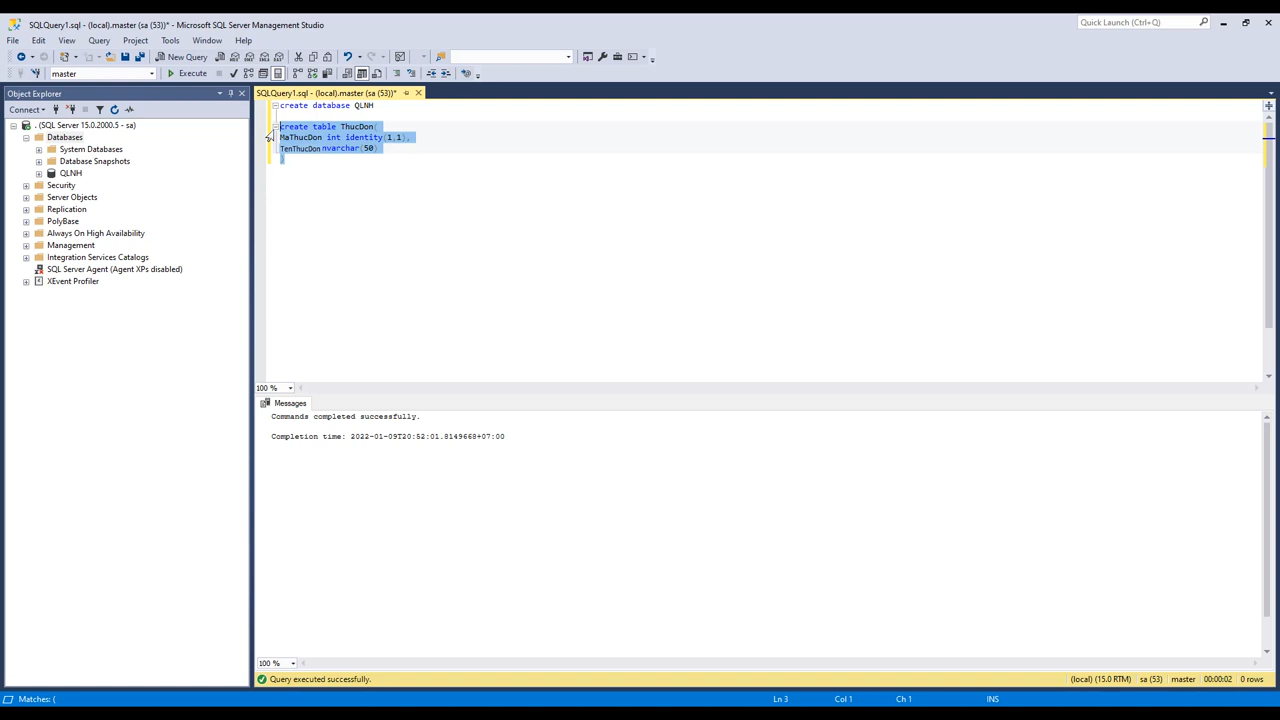 SQLQuery1.sql - (local).master (sa (53))* - Microsoft SQL Server Management Studio
Quick Launch (Ctrl+Q)
File Edit View Query Project Tools Window Help
New Query
master Execute
Object Explorer
SQLQuery1.sql - (local).master (sa (53))*
Connect
. (SQL Server 15.0.2000.5 - sa)
Databases
System Databases
Database Snapshots
QLNH
Security
Server Objects
Replication
PolyBase
Always On High Availability
Management
Integration Services Catalogs
SQL Server Agent (Agent XPs disabled)
XEvent Profiler
create database QLNH
create table ThucDon(
MaThucDon int identity(1,1),
TenThucDon nvarchar(50)
)
100 %
Messages
Commands completed successfully.
Completion time: 2022-01-09T20:52:01.8149668+07:00
100 %
Query executed successfully. (local) (15.0 RTM) sa (53) master 00:00:02 0 rows
Matches: ( Ln 3 Col 1 Ch 1 INS